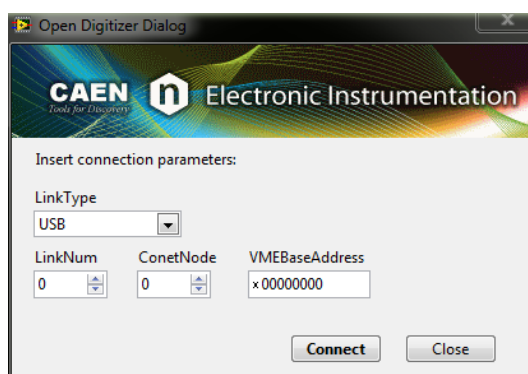 Open Digitizer Dialog
CAEN n Electronic Instrumentation
Tools for Discovery
Insert connection parameters:
LinkType
USB
LinkNum ConetNode VMEBaseAddress
0 0 x00000000
Connect Close